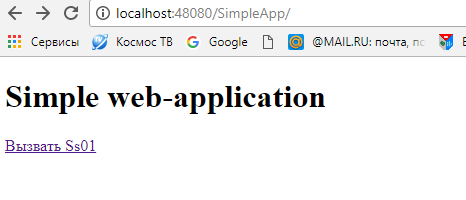 localhost:48080/SimpleApp/
Сервисы Космос ТВ Google @MAIL.RU: почта, по
Simple web-application
Вызвать Ss01